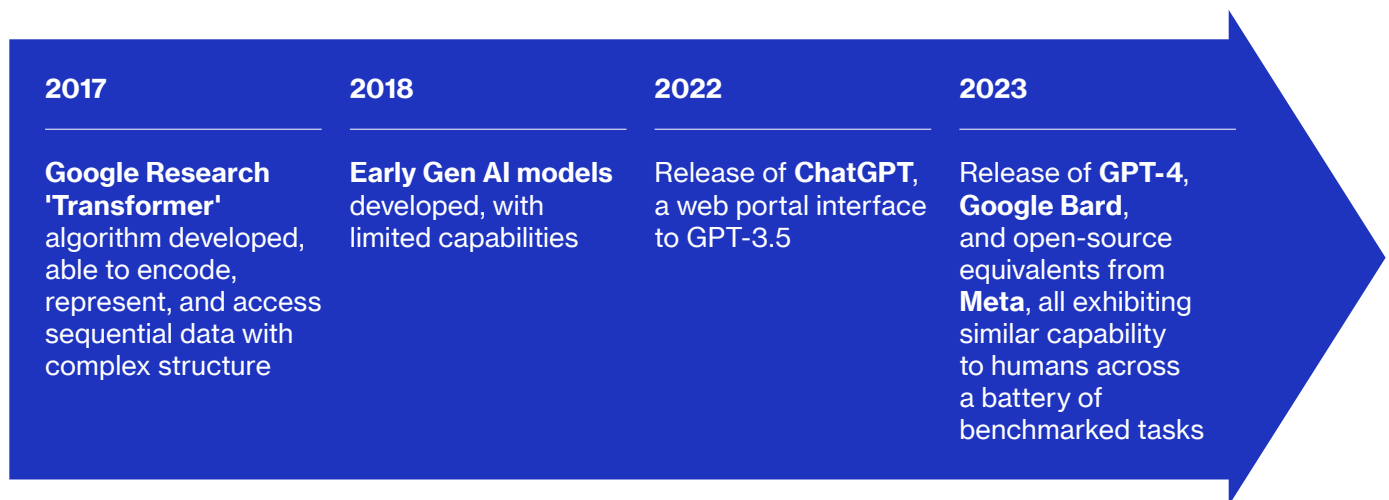 2017
Google Research
'Transformer'
algorithm developed,
able to encode,
represent, and access
sequential data with
complex structure
2018
Early Gen AI models
developed, with
limited capabilities
2022
Release of ChatGPT,
a web portal interface
to GPT-3.5
2023
Release of GPT-4,
Google Bard,
and open-source
equivalents from
Meta, all exhibiting
similar capability
to humans across
a battery of
benchmarked tasks